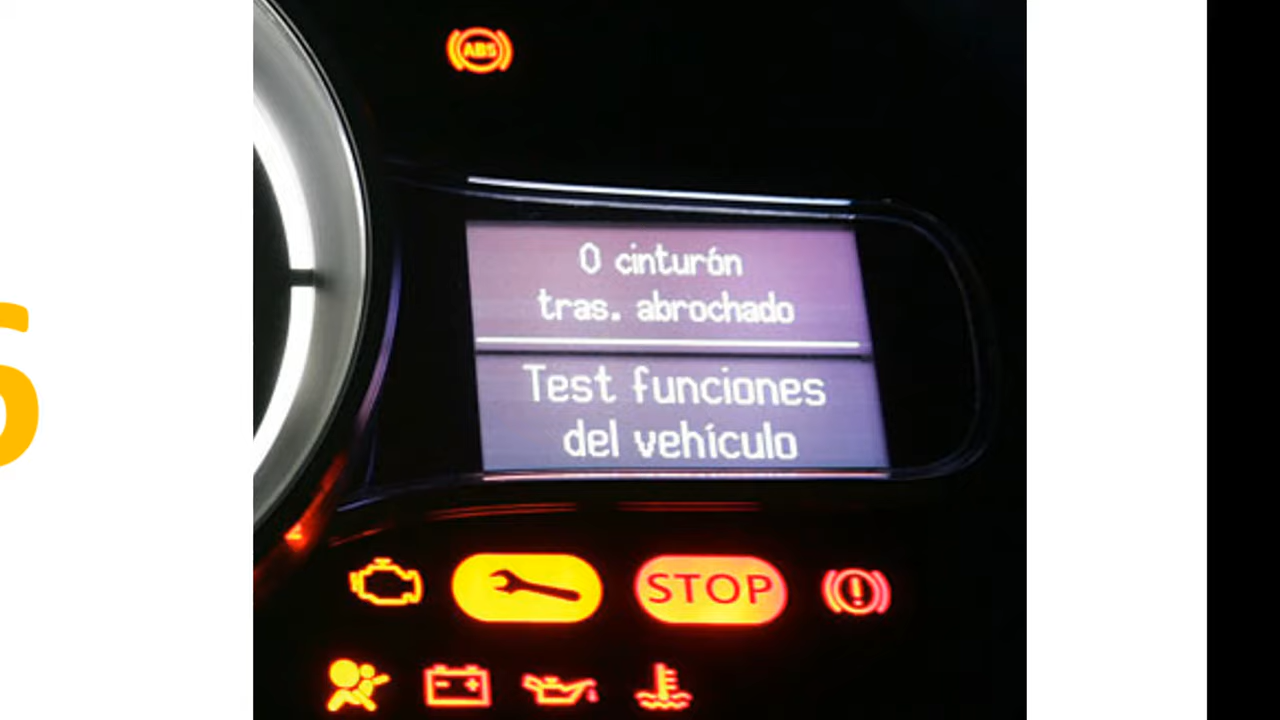 ABS
0 cinturón
tras. abrochado
Test funciones
del vehículo
STOP